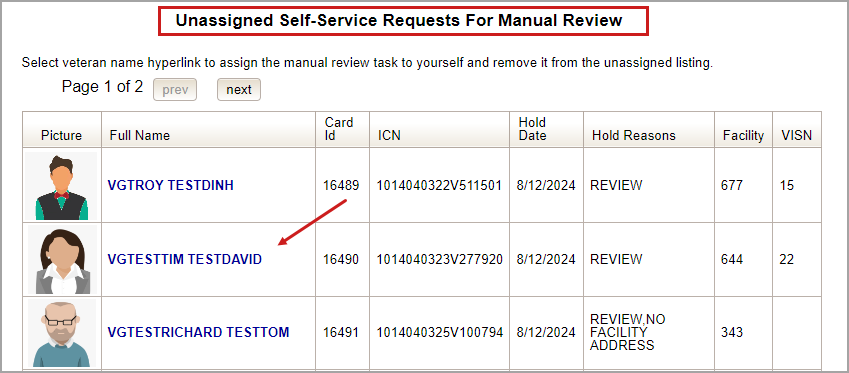 Unassigned Self-Service Requests For Manual Review
Select veteran name hyperlink to assign the manual review task to yourself and remove it from the unassigned listing.
Page 1 of 2 prev next
Picture Full Name Card Id ICN Hold Date Hold Reasons Facility VISN
VGTROY TESTDINH 16489 1014040322V511501 8/12/2024 REVIEW 677 15
VGTESTTIM TESTDAVID 16490 1014040323V277920 8/12/2024 REVIEW 644 22
VGTESTRICHARD TESTTOM 16491 1014040325V100794 8/12/2024 REVIEW,NO FACILITY ADDRESS 343